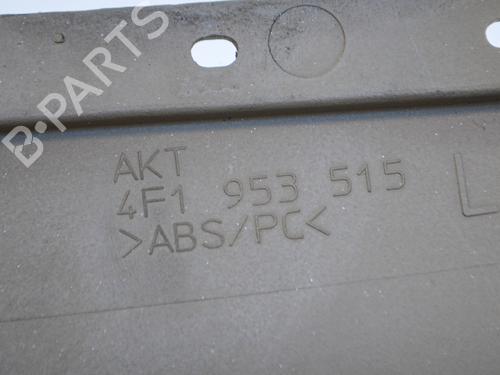 B-PARTS
AKT
4F1 953 515
>ABS/PC<
L